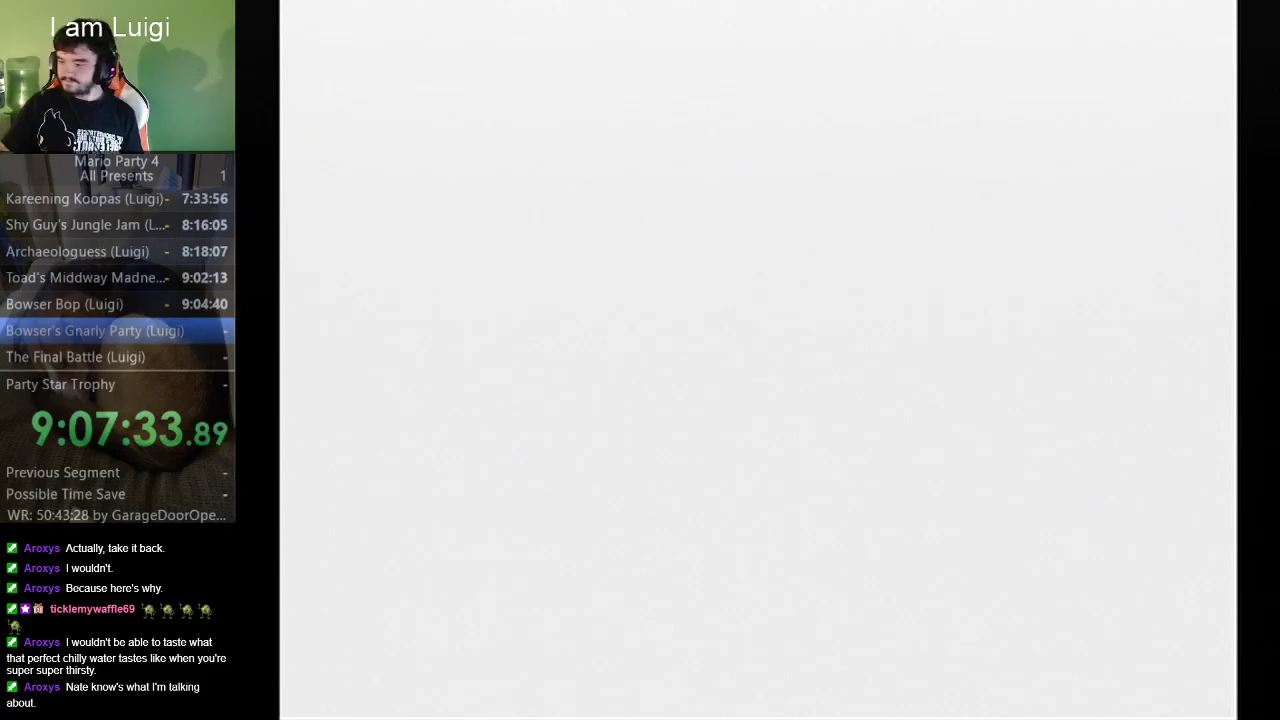 I am Luigi
Mario Party 4
All Presents 1
Kareening Koopas (Luigi) - 7:33:56
Shy Guy's Jungle Jam (L... - 8:16:05
Archaeologuess (Luigi) - 8:18:07
Toad's Middway Madne... - 9:02:13
Bowser Bop (Luigi) - 9:04:40
Bowser's Gnarly Party (Luigi) -
The Final Battle (Luigi) -
Party Star Trophy -
9:07:33.89
Previous Segment -
Possible Time Save -
WR: 50:43:28 by GarageDoorOpe...
Aroxys Actually, take it back.
Aroxys I wouldn't.
Aroxys Because here's why.
ticklemywaffle69
Aroxys I wouldn't be able to taste what
that perfect chilly water tastes like when you're
super super thirsty.
Aroxys Nate know's what I'm talking
about.